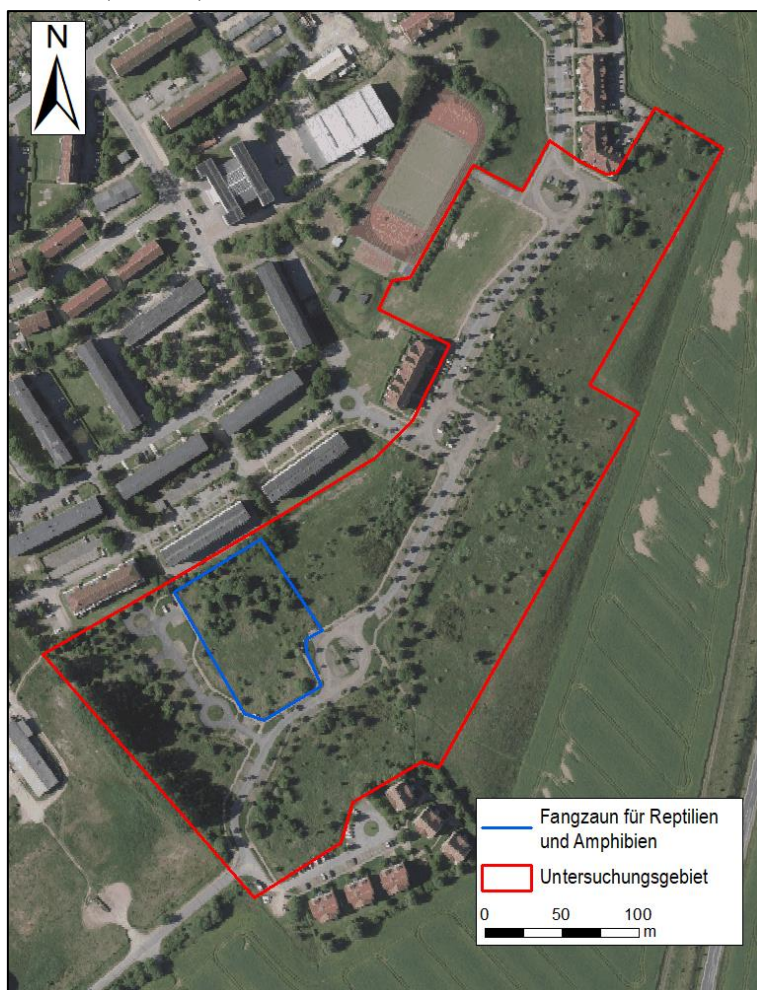 N
Fangzaun für Reptilien
und Amphibien
Untersuchungsgebiet
0 50 100
m